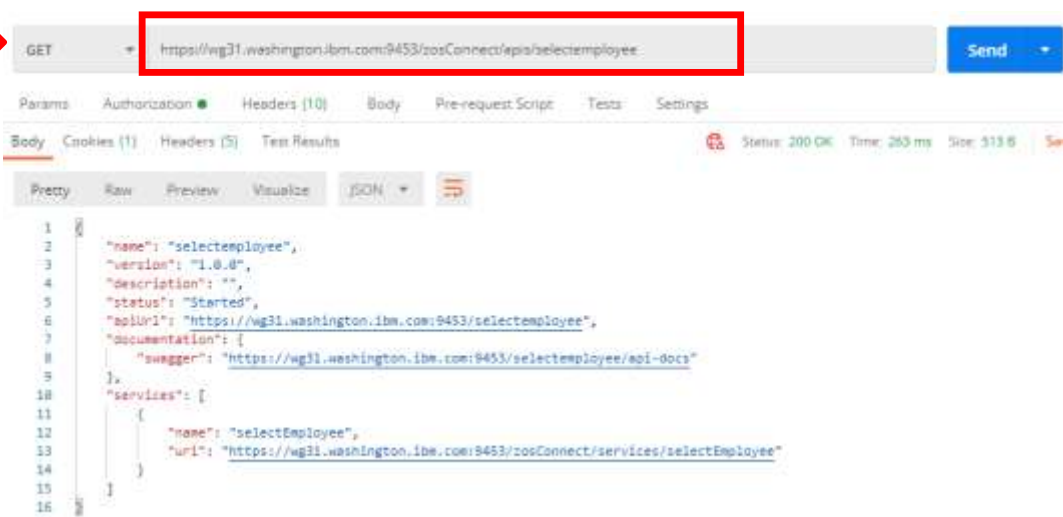 GET https://wg31.washington.ibm.com:9453/zosConnect/apis/selectemployee Send
Params Authorization Headers (10) Body Pre-request Script Tests Settings
Body Cookies (1) Headers (5) Test Results Status: 200 OK Time: 263 ms Size: 513 B
Pretty Raw Preview Visualize JSON
1 {
2 "name": "selectemployee",
3 "version": "1.0.0",
4 "description": "",
5 "status": "Started",
6 "apiUrl": "https://wg31.washington.ibm.com:9453/selectemployee",
7 "documentation": {
8 "swagger": "https://wg31.washington.ibm.com:9453/selectemployee/api-docs"
9 },
10 "services": [
11 {
12 "name": "selectEmployee",
13 "uri": "https://wg31.washington.ibm.com:9453/zosConnect/services/selectEmployee"
14 }
15 ]
16 }